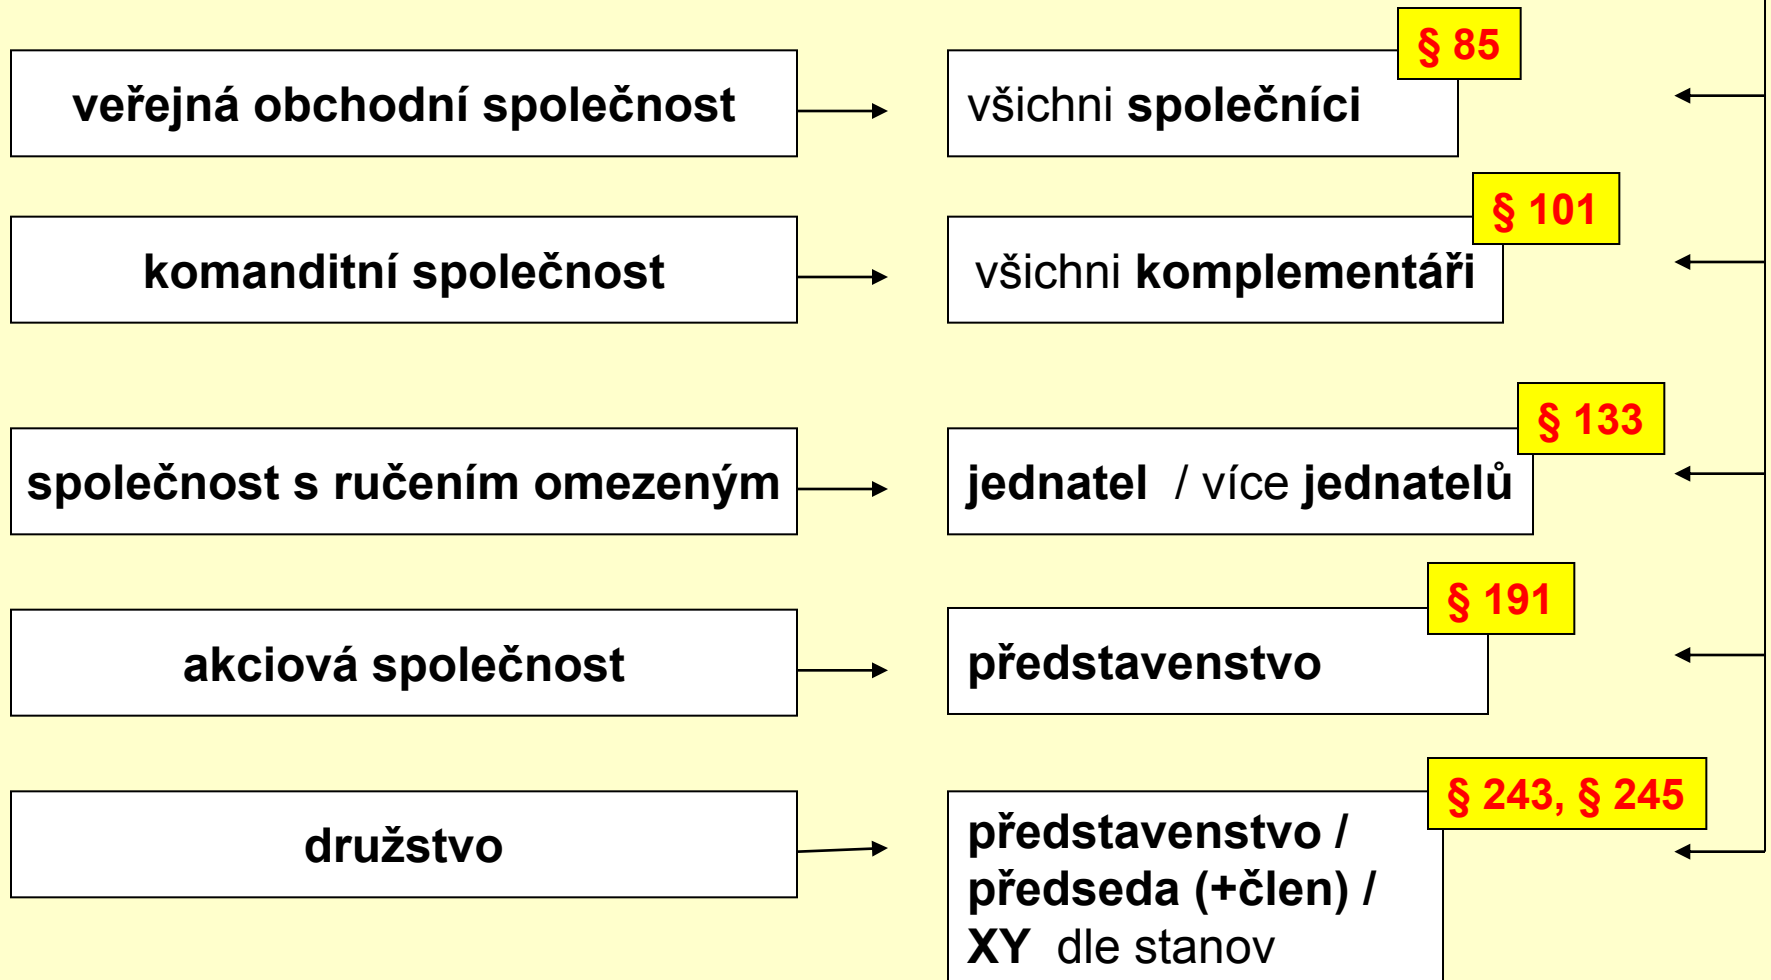 § 85
veřejná obchodní společnost
všichni společníci
§ 101
komanditní společnost
všichni komplementáři
§ 133
společnost s ručením omezeným
jednatel / více jednatelů
§ 191
akciová společnost
představenstvo
§ 243, § 245
družstvo
představenstvo /
předseda (+člen) /
XY dle stanov